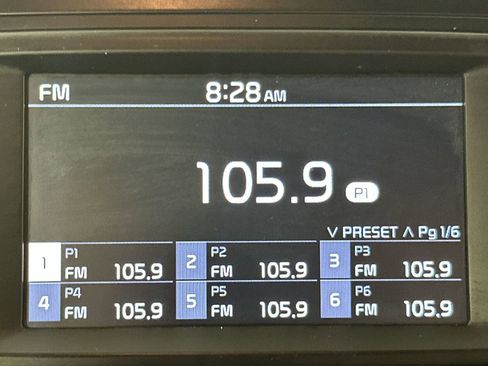 FM 8:28 AM
105.9 P1
∨ PRESET ∧ Pg 1/6
1 P1 FM 105.9 2 P2 FM 105.9 3 P3 FM 105.9
4 P4 FM 105.9 5 P5 FM 105.9 6 P6 FM 105.9